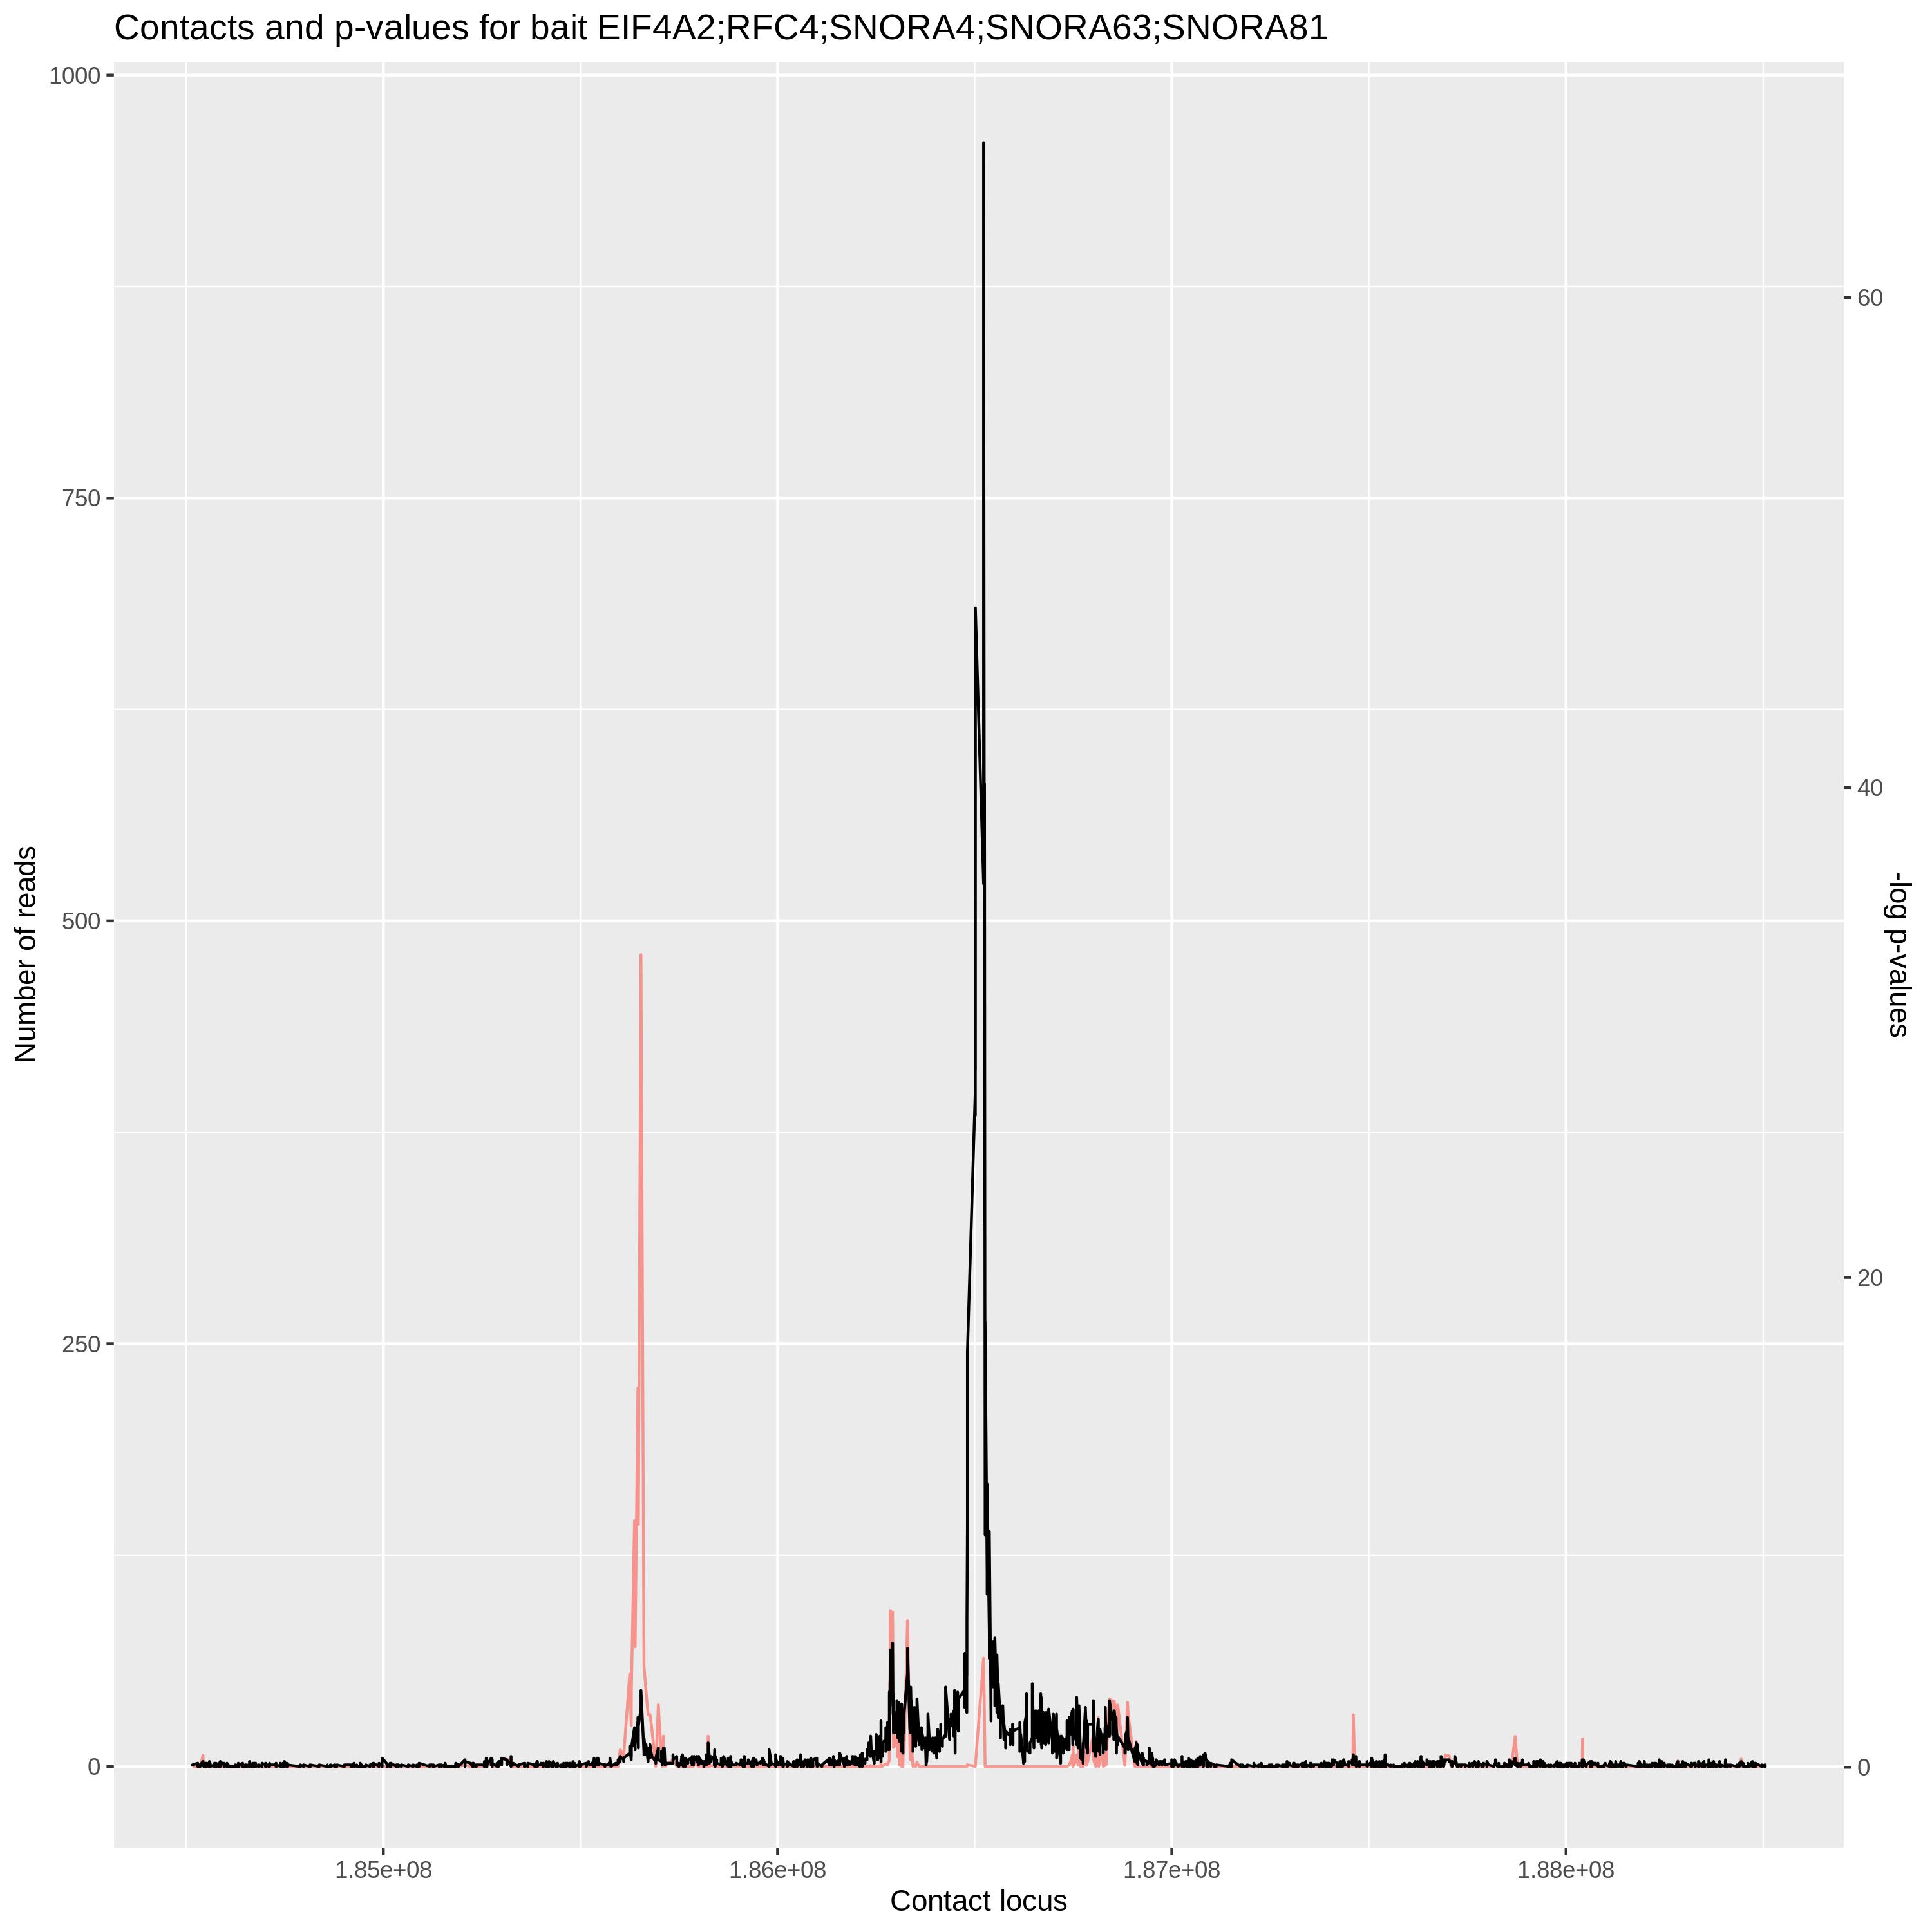 Contacts and p-values for bait EIF4A2;RFC4;SNORA4;SNORA63;SNORA81
1000
750
500
250
0
Number of reads
60
40
20
0
-log p-values
1.85e+08
1.86e+08
1.87e+08
1.88e+08
Contact locus